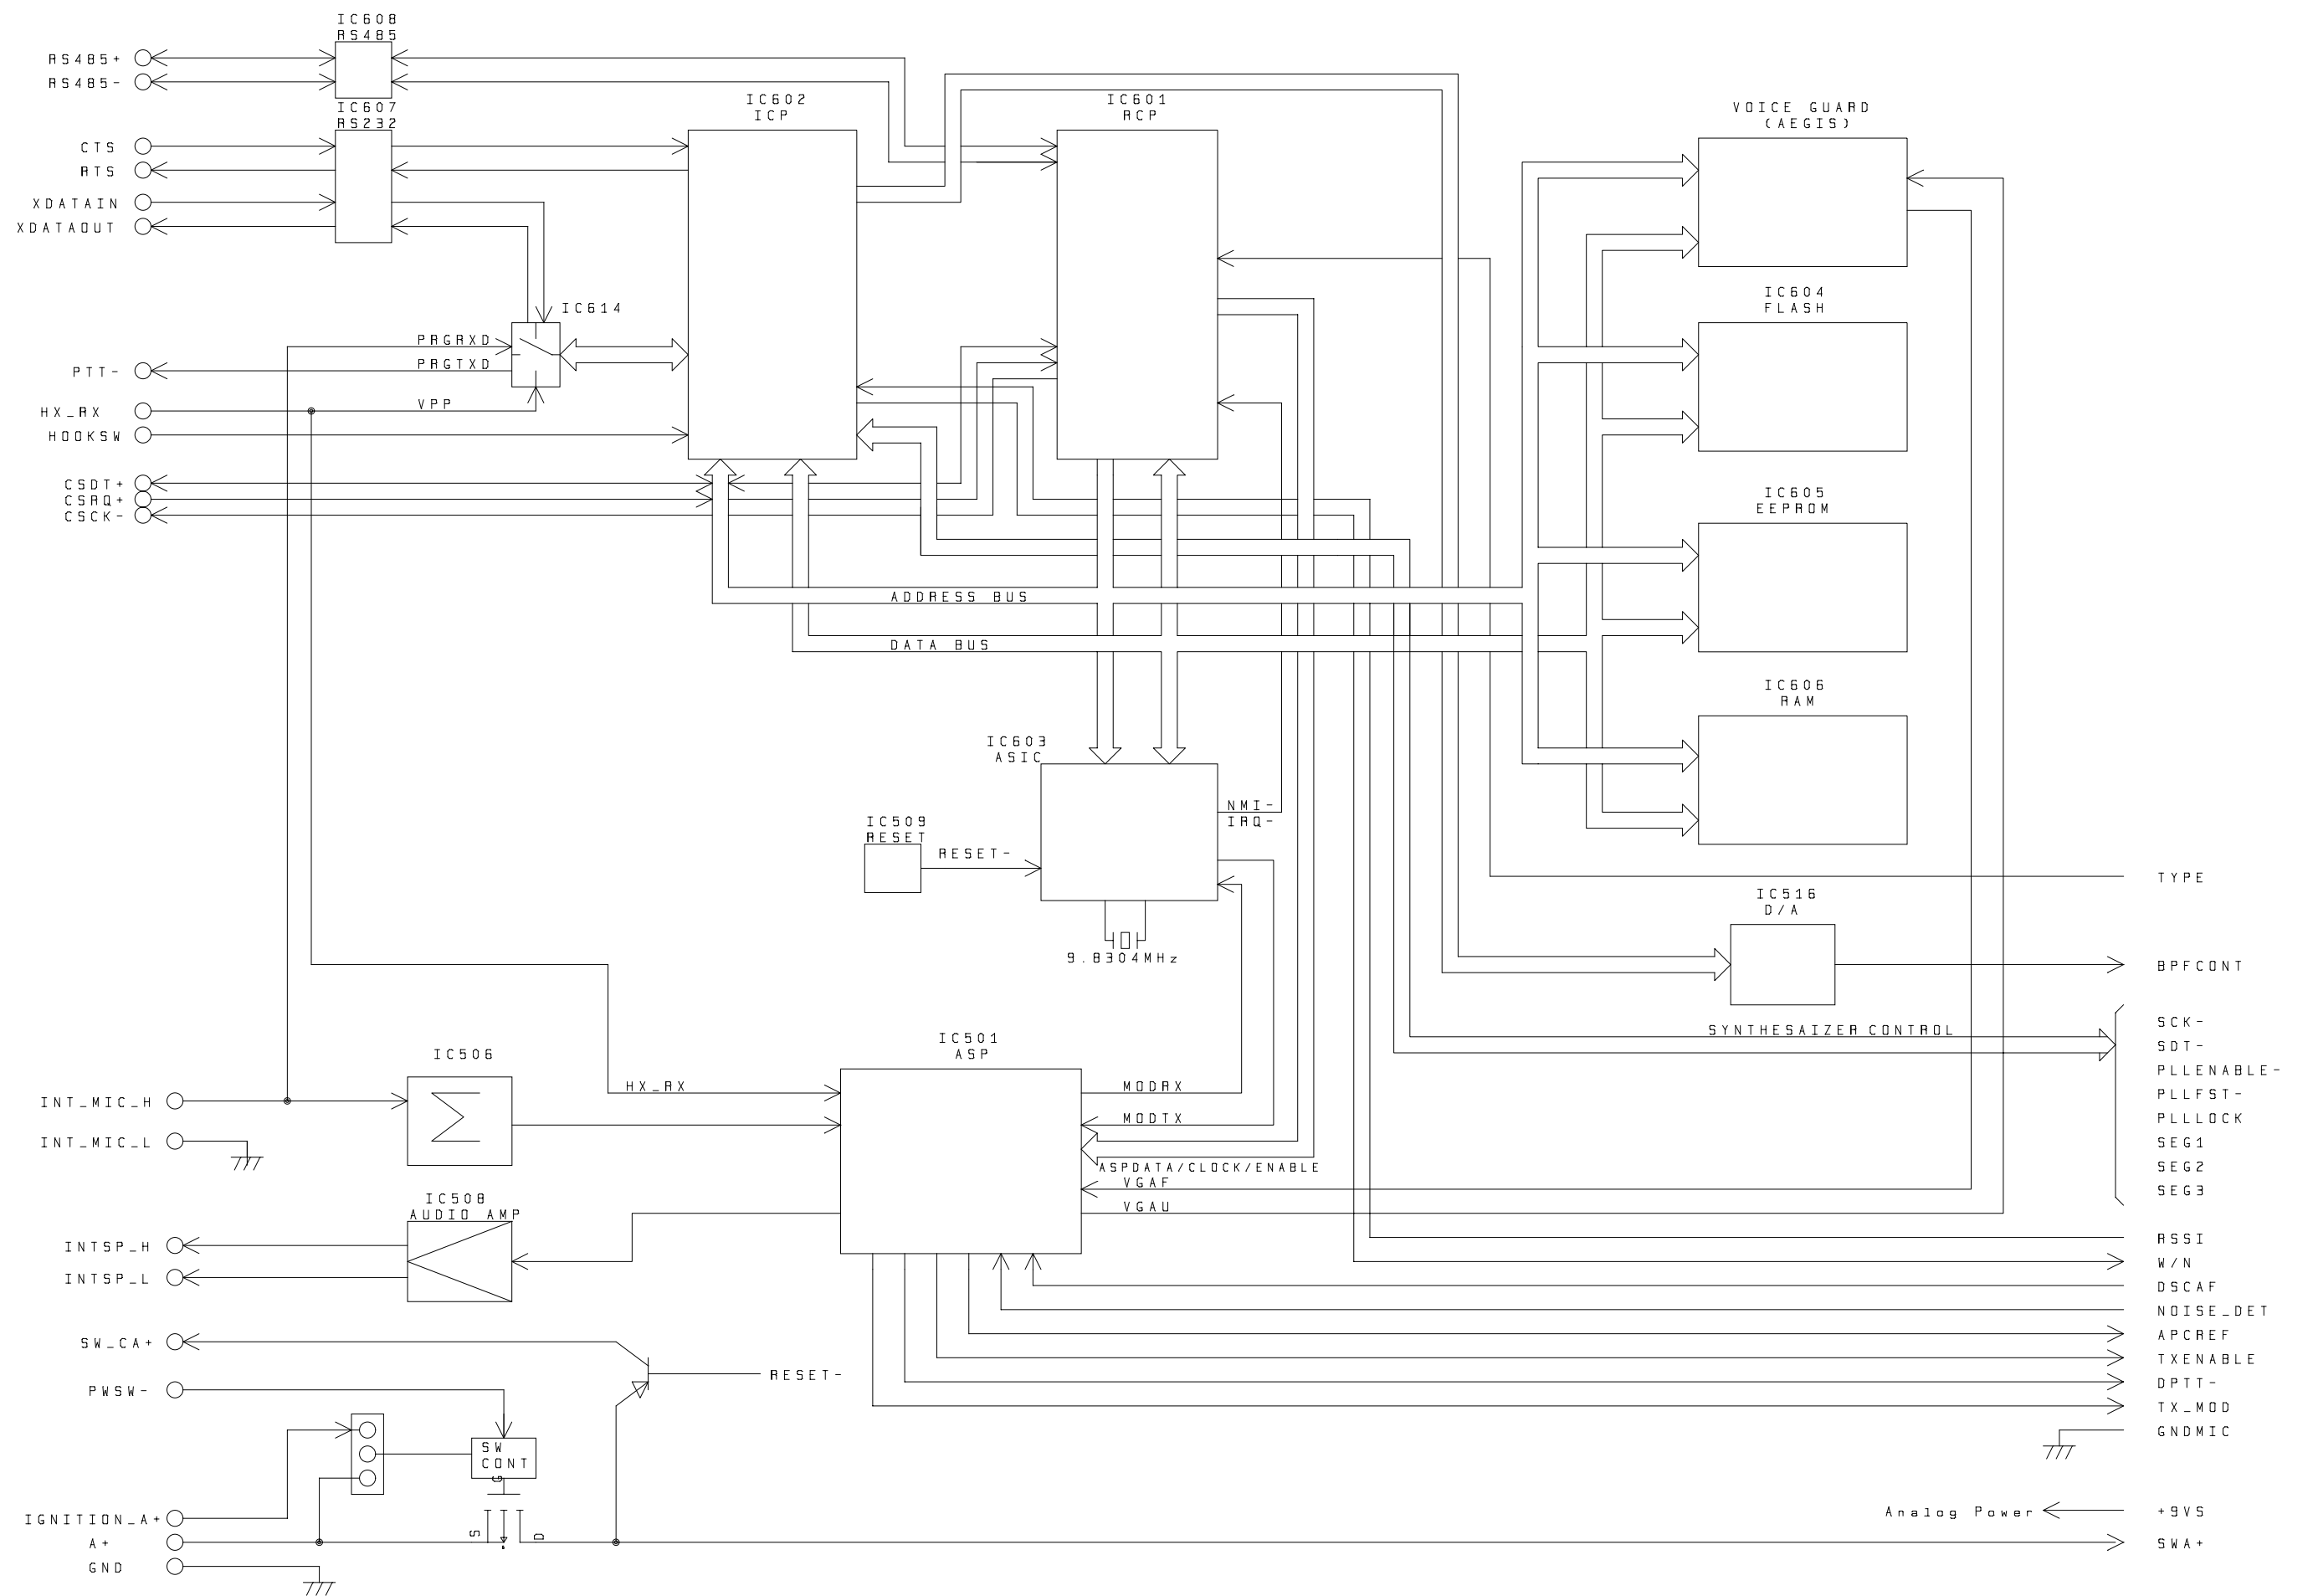 IC608
RS485
RS485+
RS485-
IC607
RS232
CTS
RTS
XDATAIN
XDATAOUT
IC602
ICP
IC601
RCP
VOICE GUARD
(AEGIS)
IC614
PRGRXD
PRGTXD
VPP
PTT-
HX_RX
HOOKSW
CSDT+
CSRQ+
CSCK-
IC604
FLASH
IC605
EEPROM
IC606
RAM
ADDRESS BUS
DATA BUS
IC603
ASIC
NMI-
IRQ-
IC509
RESET
RESET-
9.8304MHz
TYPE
IC516
D/A
BPFCONT
SYNTHESAIZER CONTROL
SCK-
SDT-
PLLENABLE-
PLLFST-
PLLLOCK
SEG1
SEG2
SEG3
IC506
IC501
ASP
HX_RX
MODRX
MODTX
ASPDATA/CLOCK/ENABLE
VGAF
VGAU
INT_MIC_H
INT_MIC_L
IC508
AUDIO AMP
INTSP_H
INTSP_L
RSSI
W/N
DSCAF
NOISE_DET
APCREF
TXENABLE
DPTT-
TX_MOD
GNDMIC
SW_CA+
RESET-
PWSW-
SW
CONT
G
S
D
IGNITION_A+
A+
GND
Analog Power
+9VS
SWA+